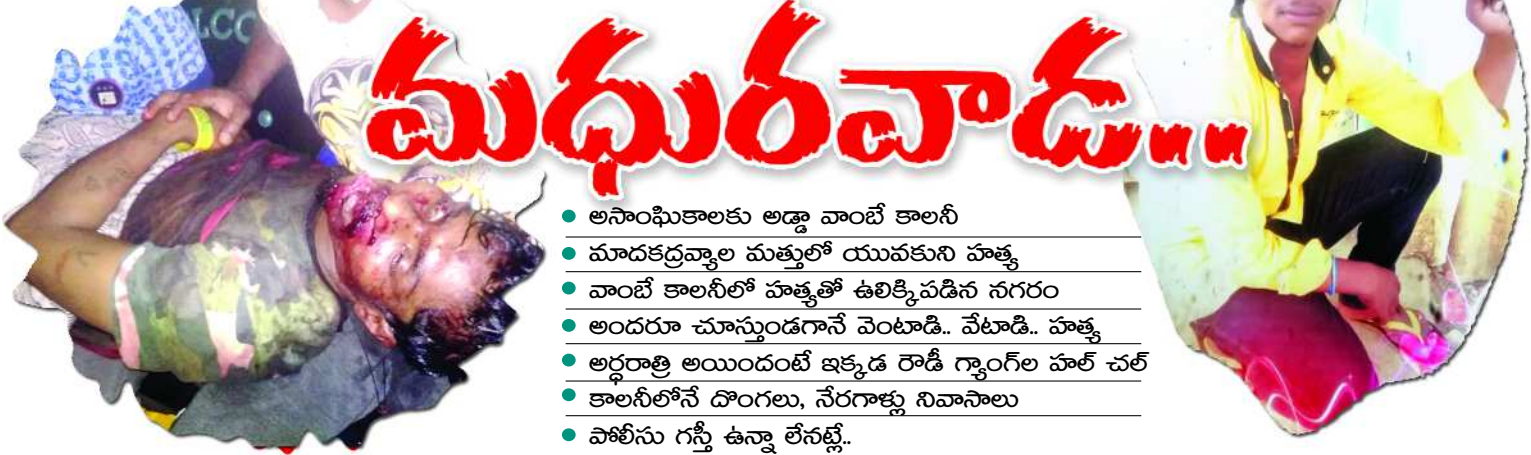 LCC
మధురవాడ...
• అసాంఘికాలకు అడ్డా వాంబే కాలనీ
• మాదకద్రవ్యాల మత్తులో యువకుని హత్య
• వాంబే కాలనీలో హత్యతో ఉలిక్కిపడిన నగరం
• అందరూ చూస్తుండగానే వెంటాడి.. వేటాడి.. హత్య
• అర్ధరాత్రి అయిందంటే ఇక్కడ రౌడీ గ్యాంగ్‌ల హల్ చల్
• కాలనీలోనే దొంగలు, నేరగాళ్లు నివాసాలు
• పోలీసు గస్తీ ఉన్నా లేనట్లే..